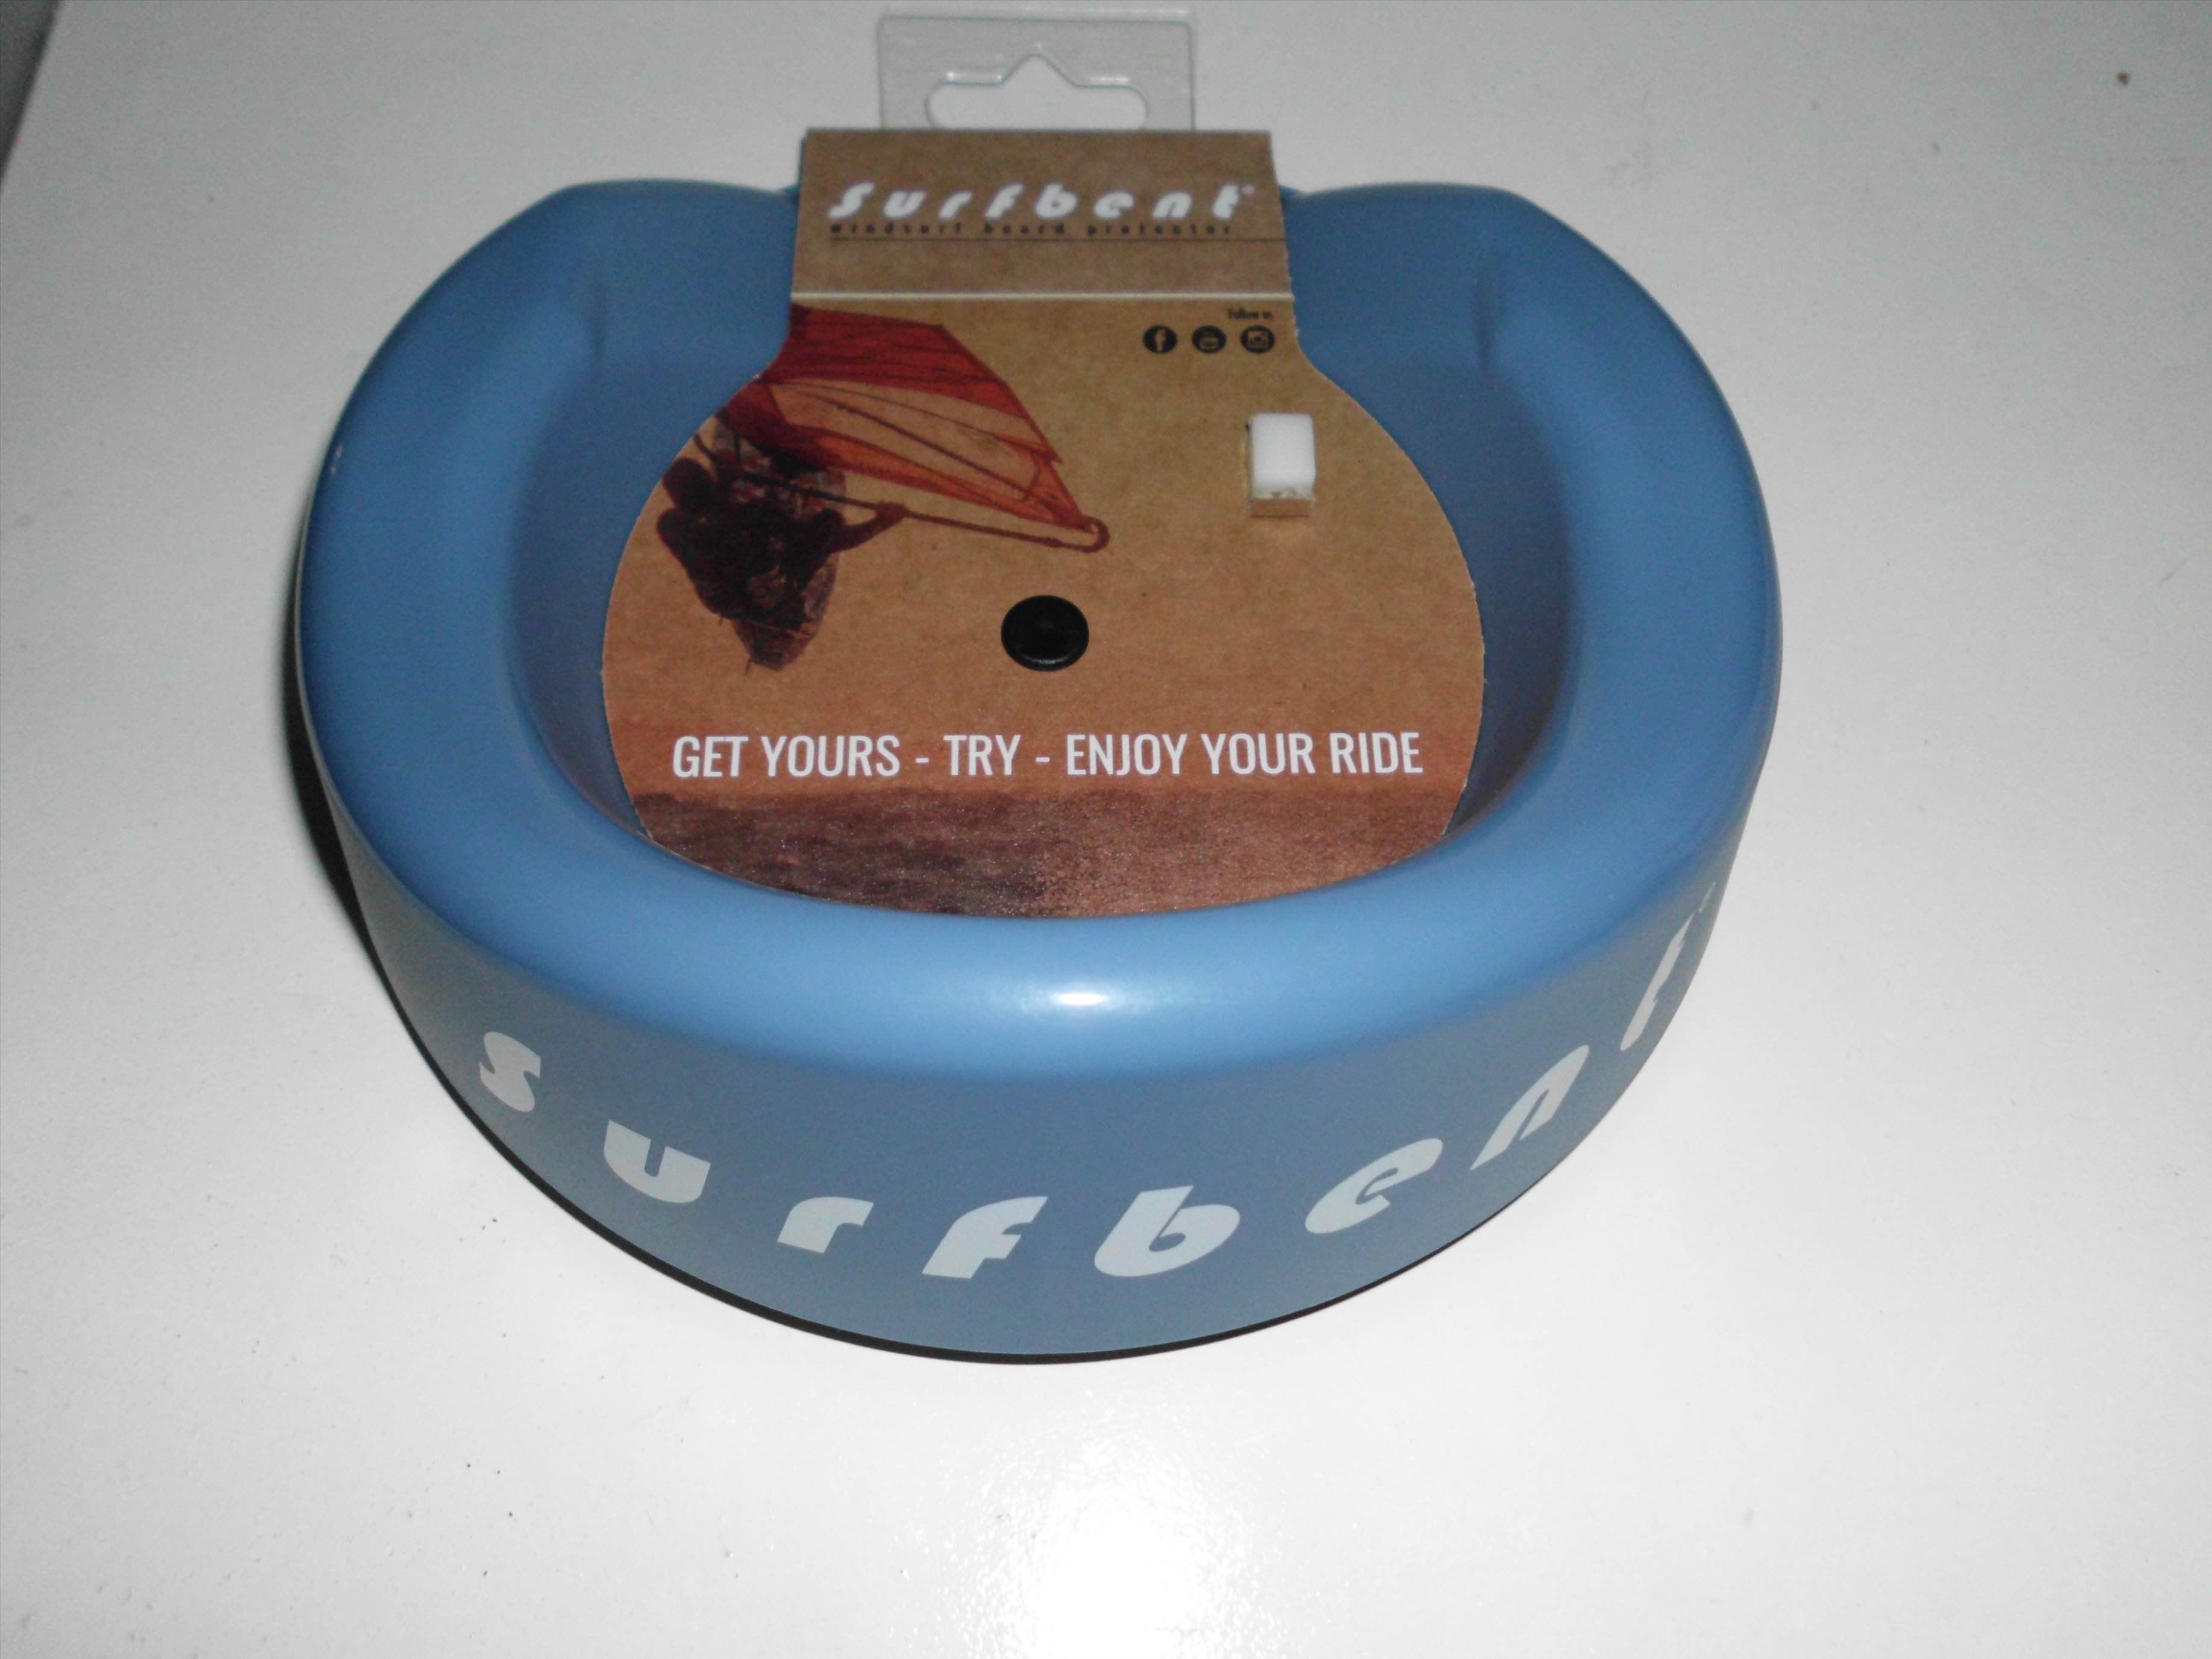 Surfbent®
windsurf board protector
Follow us
GET YOURS - TRY - ENJOY YOUR RIDE
Surfbent